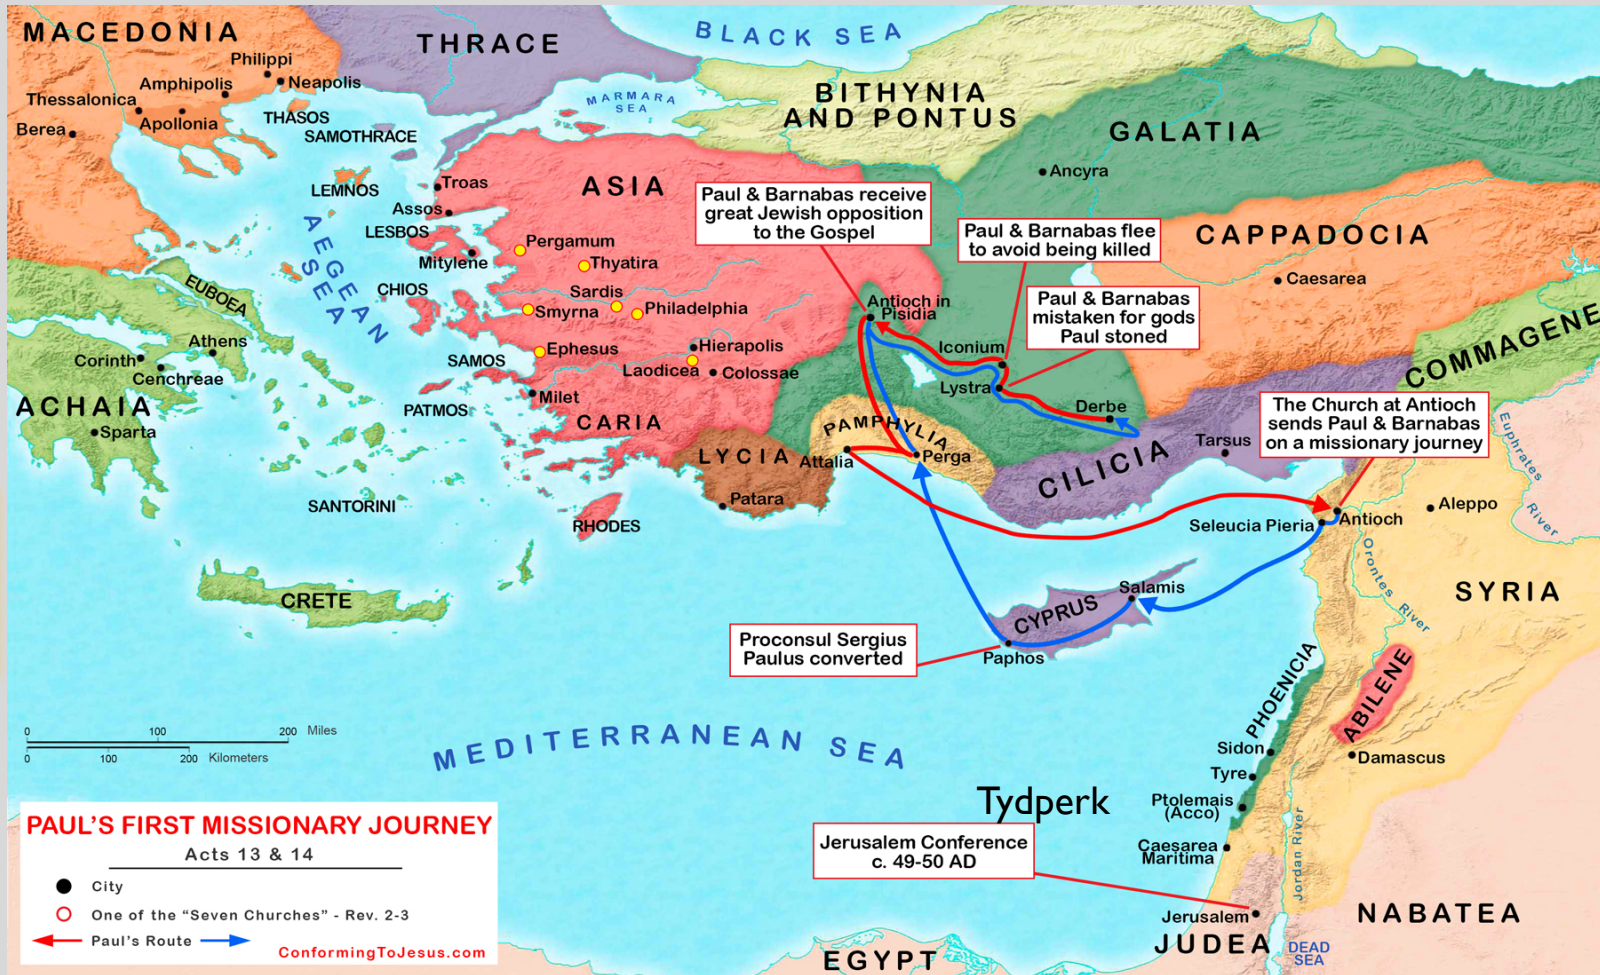 MACEDONIA
THRACE
BLACK SEA
Philippi
Neapolis
Amphipolis
Thessalonica
Apollonia
Berea
THASOS
SAMOTHRACE
MARMARA
SEA
BITHYNIA
AND PONTUS
GALATIA
Ancyra
LEMNOS
Troas
Assos
LESBOS
Mitylene
ASIA
AEGEAN
SEA
Pergamum
Thyatira
Sardis
Smyrna
Philadelphia
CHIOS
EUBOEA
Athens
Corinth
Cenchreae
ACHAIA
Sparta
SAMOS
Ephesus
Hierapolis
Laodicea
Colossae
PATMOS
Milet
CARIA
Paul & Barnabas receive
great Jewish opposition
to the Gospel
Paul & Barnabas flee
to avoid being killed
Paul & Barnabas
mistaken for gods
Paul stoned
CAPPADOCIA
Caesarea
COMMAGENE
Antioch in
Pisidia
Iconium
Lystra
Derbe
PAMPHYLIA
LYCIA
Attalia
Perga
Patara
CILICIA
Tarsus
The Church at Antioch
sends Paul & Barnabas
on a missionary journey
Euphrates
River
SANTORINI
RHODES
Seleucia Pieria
Antioch
Aleppo
Orontes River
SYRIA
CRETE
Salamis
CYPRUS
Paphos
Proconsul Sergius
Paulus converted
PHOENICIA
ABILENE
Sidon
Damascus
Tyre
Ptolemais
(Acco)
Caesarea
Maritima
Jordan River
MEDITERRANEAN SEA
Tydperk
Jerusalem Conference
c. 49-50 AD
Jerusalem
JUDEA
DEAD
SEA
NABATEA
EGYPT
0 100 200 Miles
0 100 200 Kilometers
PAUL'S FIRST MISSIONARY JOURNEY
Acts 13 & 14
City
One of the “Seven Churches” - Rev. 2-3
Paul's Route
ConformingToJesus.com